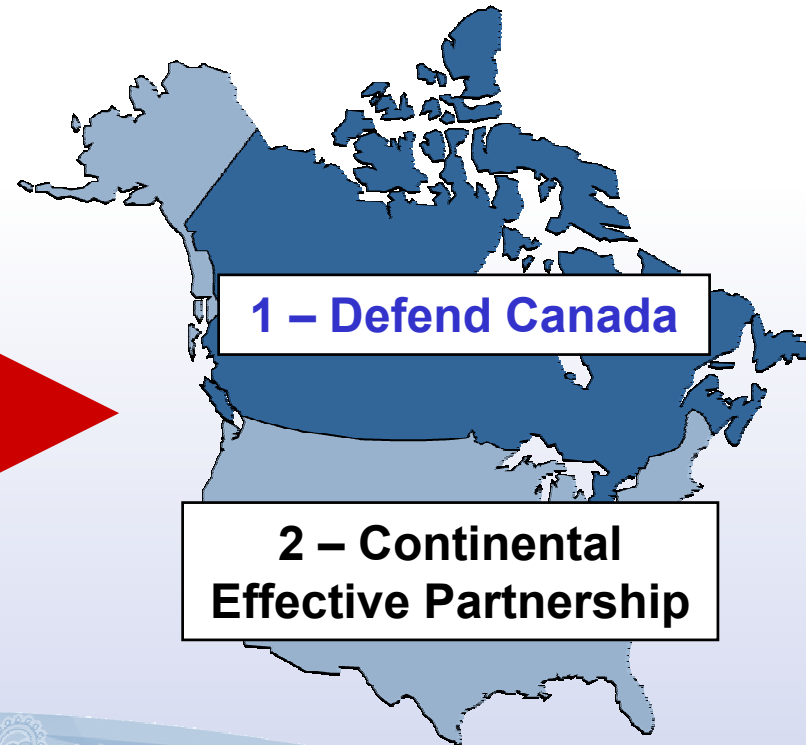 1 – Defend Canada
2 – Continental
Effective Partnership